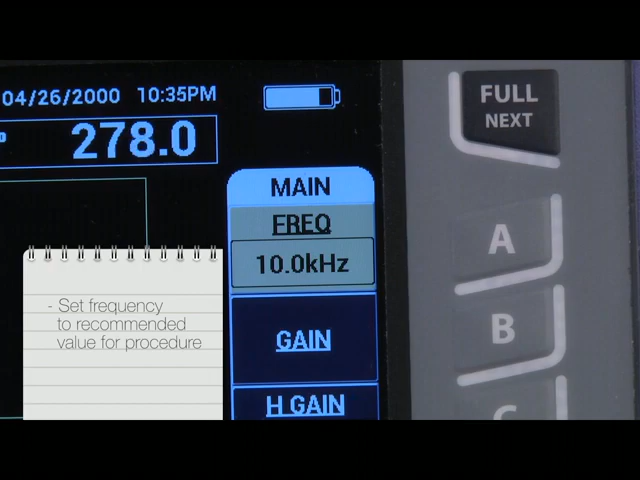 04/26/2000 10:35PM
278.0
MAIN
FREQ
10.0kHz
GAIN
H GAIN
FULL
NEXT
A
B
- Set frequency
to recommended
value for procedure